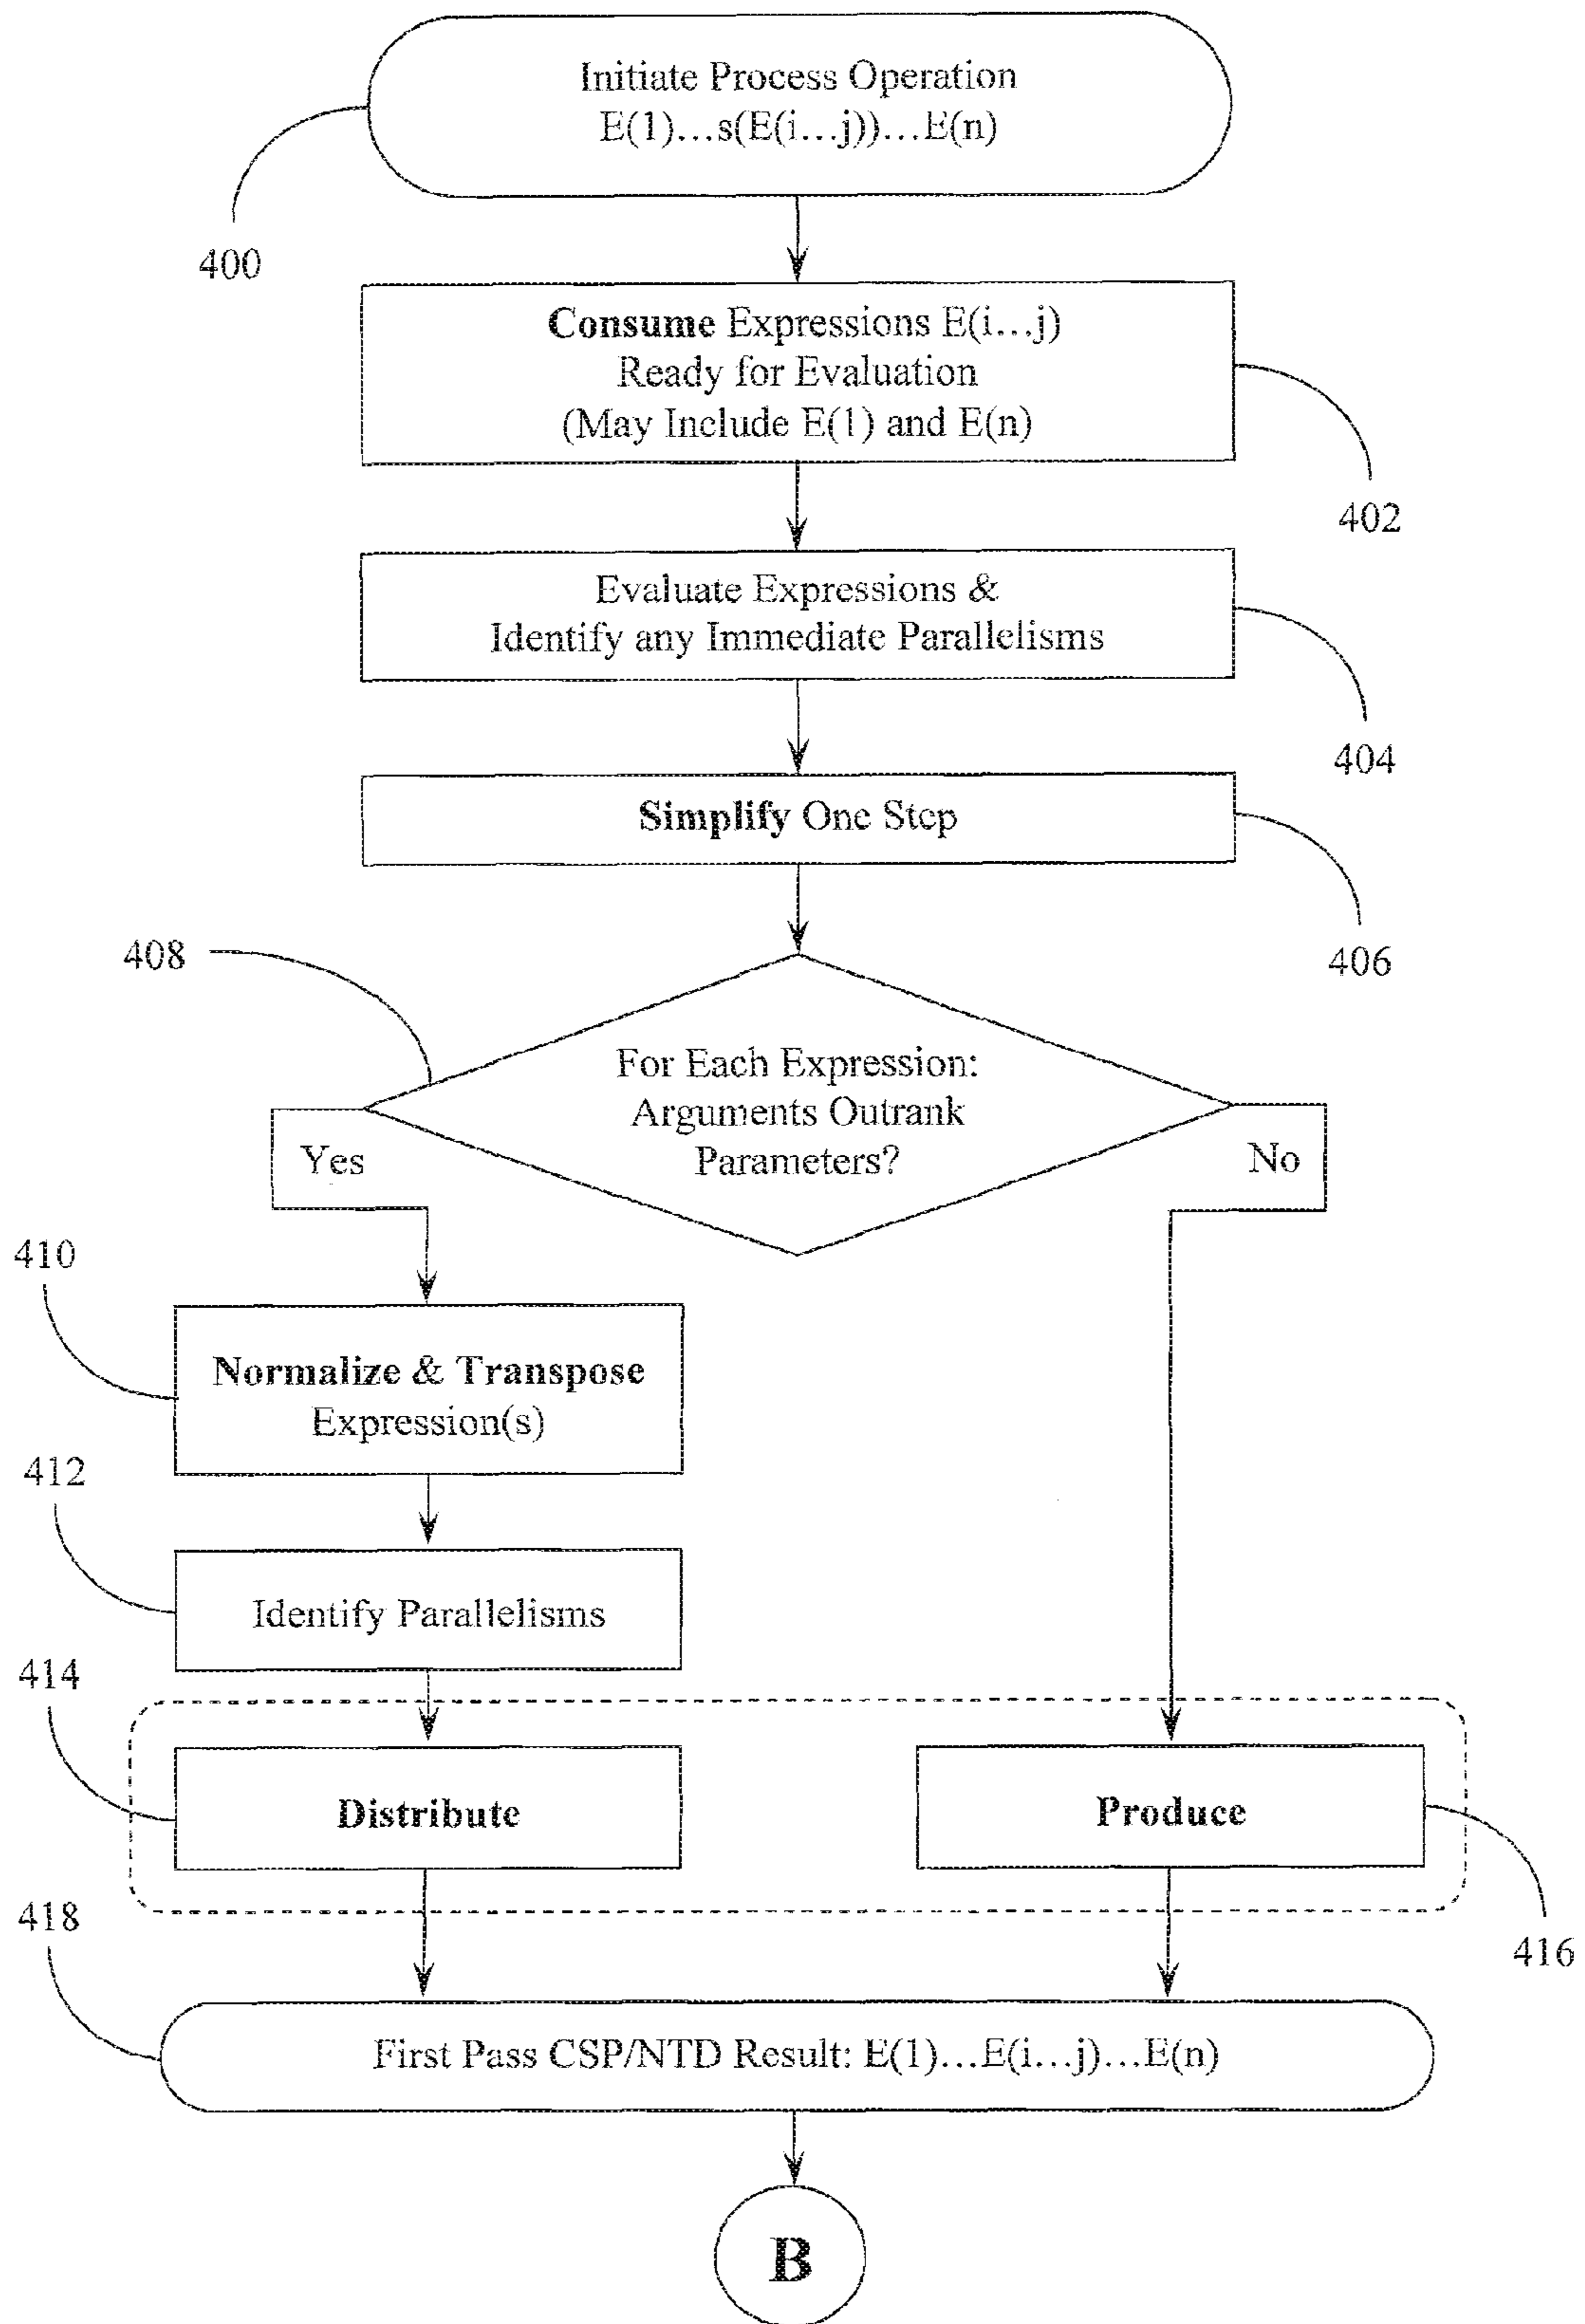 Initiate Process Operation
E(1)...s(E(i...j))...E(n)
400
Consume Expressions E(i...j)
Ready for Evaluation
(May Include E(1) and E(n)
402
Evaluate Expressions &
Identify any Immediate Parallelisms
404
Simplify One Step
406
408
For Each Expression:
Arguments Outrank
Parameters?
Yes
No
410
Normalize & Transpose
Expression(s)
412
Identify Parallelisms
414
Distribute
Produce
416
418
First Pass CSP/NTD Result: E(1)...E(i...j)...E(n)
B